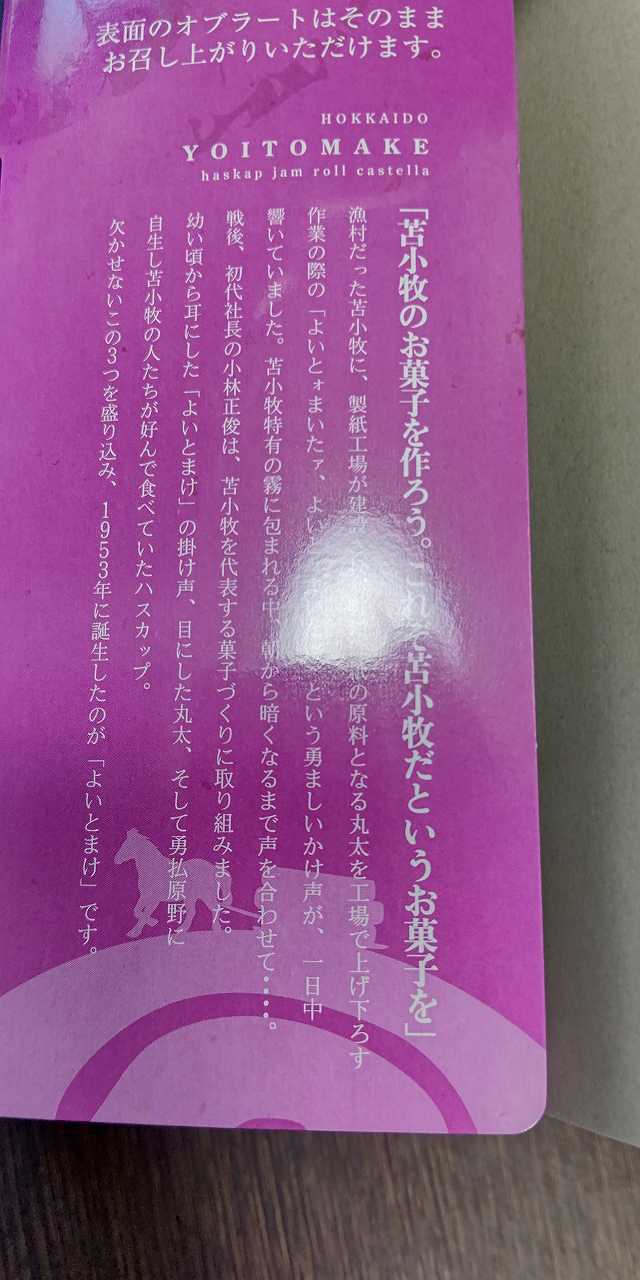 表面のオブラートはそのまま
お召し上がりいただけます。
HOKKAIDO
YOITOMAKE
haskap jam roll castella
「苫小牧のお菓子を作ろう。これで苫小牧だというお菓子を」
漁村だった苫小牧に、製紙工場が建設 の原料となる丸太を工場で上げ下ろす
作業の際の「よいとォまいたァ、よい という勇ましいかけ声が、一日中
響いていました。苫小牧特有の霧に包まれる中、朝から暗くなるまで声を合わせて・・・・。
戦後、初代社長の小林正俊は、苫小牧を代表する菓子づくりに取り組みました。
幼い頃から耳にした「よいとまけ」の掛け声、目にした丸太、そして勇払原野に
自生し苫小牧の人たちが好んで食べていたハスカップ。
欠かせないこの3つを盛り込み、1953年に誕生したのが「よいとまけ」です。